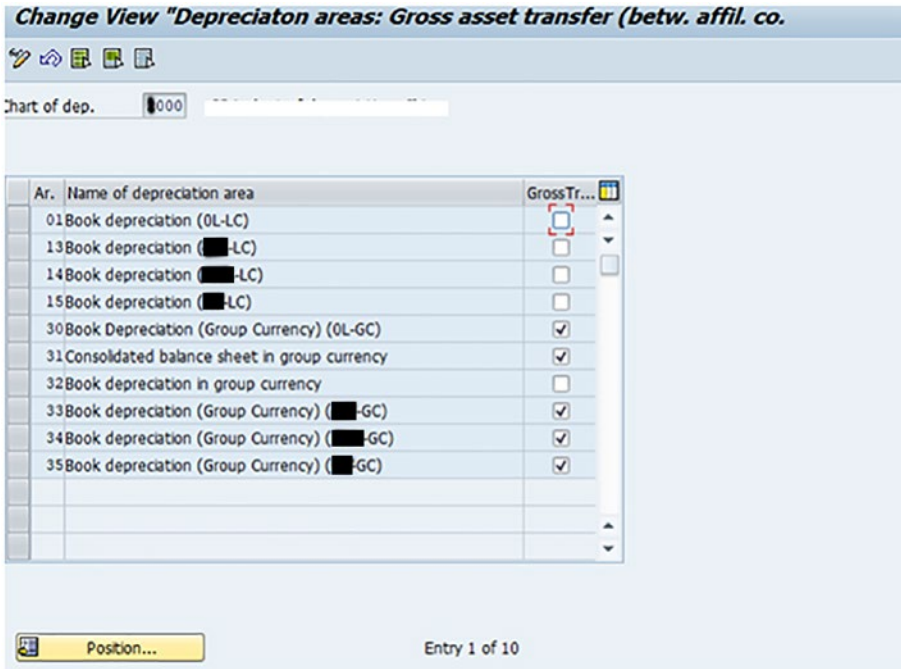 Change View "Depreciaton areas: Gross asset transfer (betw. affil. co.
Chart of dep. 000
Ar. Name of depreciation area GrossTr...
01 Book depreciation (0L-LC)
13 Book depreciation ( -LC)
14 Book depreciation ( -LC)
15 Book depreciation ( -LC)
30 Book Depreciation (Group Currency) (0L-GC)
31 Consolidated balance sheet in group currency
32 Book depreciation in group currency
33 Book depreciation (Group Currency) ( -GC)
34 Book depreciation (Group Currency) ( -GC)
35 Book depreciation (Group Currency) ( -GC)
Position... Entry 1 of 10